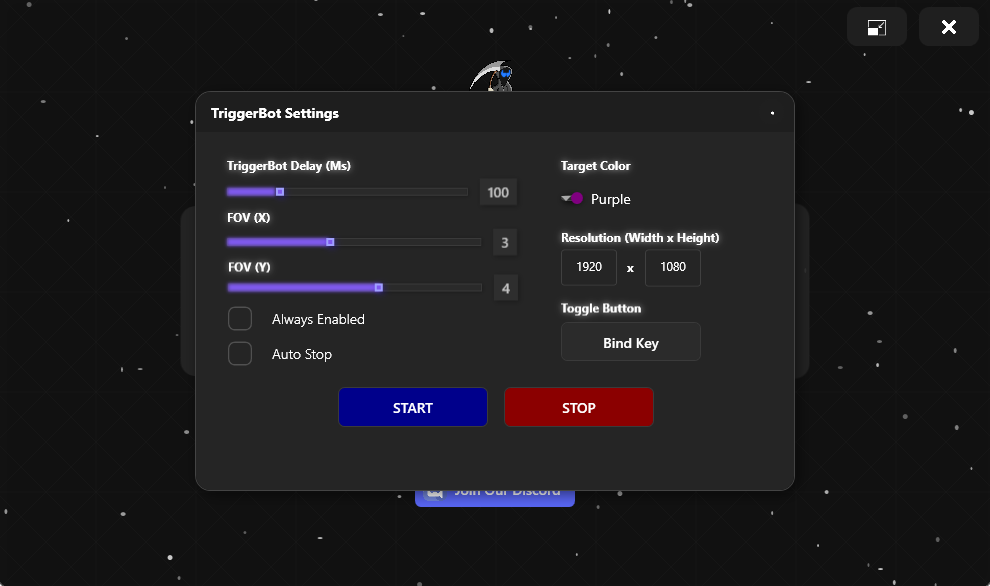 TriggerBot Settings
TriggerBot Delay (Ms)
100
FOV (X)
3
FOV (Y)
4
Always Enabled
Auto Stop
Target Color
Purple
Resolution (Width x Height)
1920 x 1080
Toggle Button
Bind Key
START
STOP
Join Our Discord